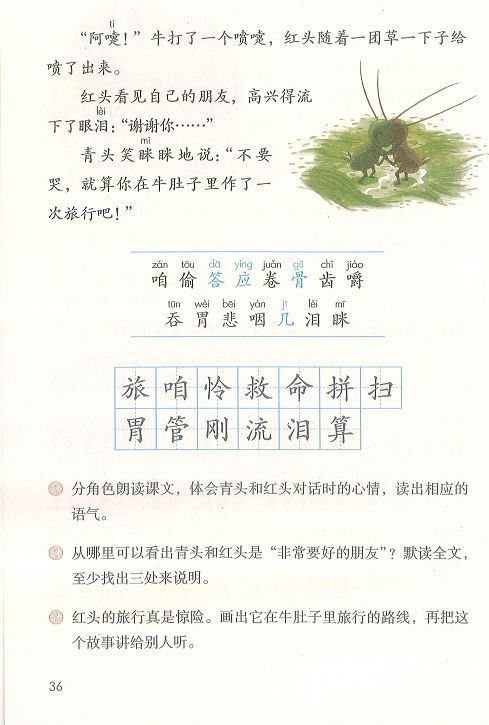 tì
“阿嚏！”牛打了一个喷嚏，红头随着一团草一下子给
喷了出来。
红头看见自己的朋友，高兴得流
lèi
下了眼泪：“谢谢你……”
mī
青头笑眯眯地说：“不要
哭，就算你在牛肚子里作了一
次旅行吧！”
zán tōu dā yìng juǎn gǔ chǐ jiáo
咱 偷 答 应 卷 骨 齿 嚼
tūn wèi bēi yàn jī lèi mī
吞 胃 悲 咽 几 泪 眯
旅 咱 怜 救 命 拼 扫
胃 管 刚 流 泪 算
分角色朗读课文，体会青头和红头对话时的心情，读出相应的
语气。
从哪里可以看出青头和红头是“非常要好的朋友”？默读全文，
至少找出三处来说明。
红头的旅行真是惊险。画出它在牛肚子里旅行的路线，再把这
个故事讲给别人听。
36